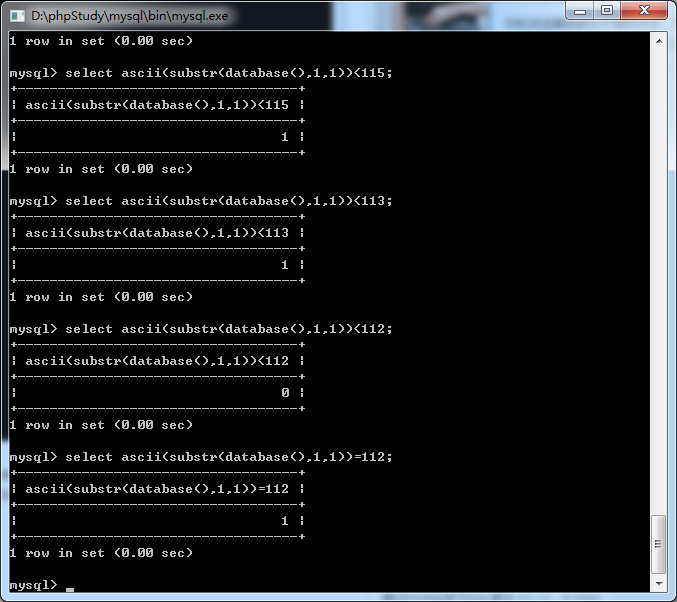 D:\phpStudy\mysql\bin\mysql.exe
1 row in set (0.00 sec)
mysql> select ascii(substr(database(),1,1))<115;
+-----------------------------------+
¦ ascii(substr(database(),1,1))<115 ¦
+-----------------------------------+
¦                                 1 ¦
+-----------------------------------+
1 row in set (0.00 sec)
mysql> select ascii(substr(database(),1,1))<113;
+-----------------------------------+
¦ ascii(substr(database(),1,1))<113 ¦
+-----------------------------------+
¦                                 1 ¦
+-----------------------------------+
1 row in set (0.00 sec)
mysql> select ascii(substr(database(),1,1))<112;
+-----------------------------------+
¦ ascii(substr(database(),1,1))<112 ¦
+-----------------------------------+
¦                                 0 ¦
+-----------------------------------+
1 row in set (0.00 sec)
mysql> select ascii(substr(database(),1,1))=112;
+-----------------------------------+
¦ ascii(substr(database(),1,1))=112 ¦
+-----------------------------------+
¦                                 1 ¦
+-----------------------------------+
1 row in set (0.00 sec)
mysql> _